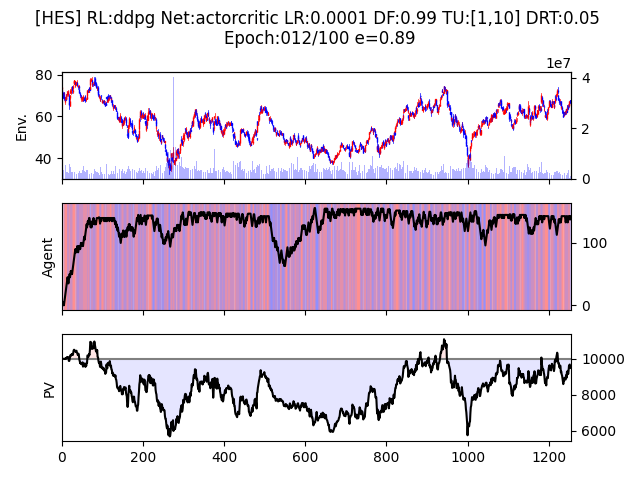 [HES] RL:ddpg Net:actorcritic LR:0.0001 DF:0.99 TU:[1,10] DRT:0.05
Epoch:012/100 e=0.89
1e7
80
60
40
Env.
4
2
0
Agent
100
0
PV
10000
8000
6000
0 200 400 600 800 1000 1200